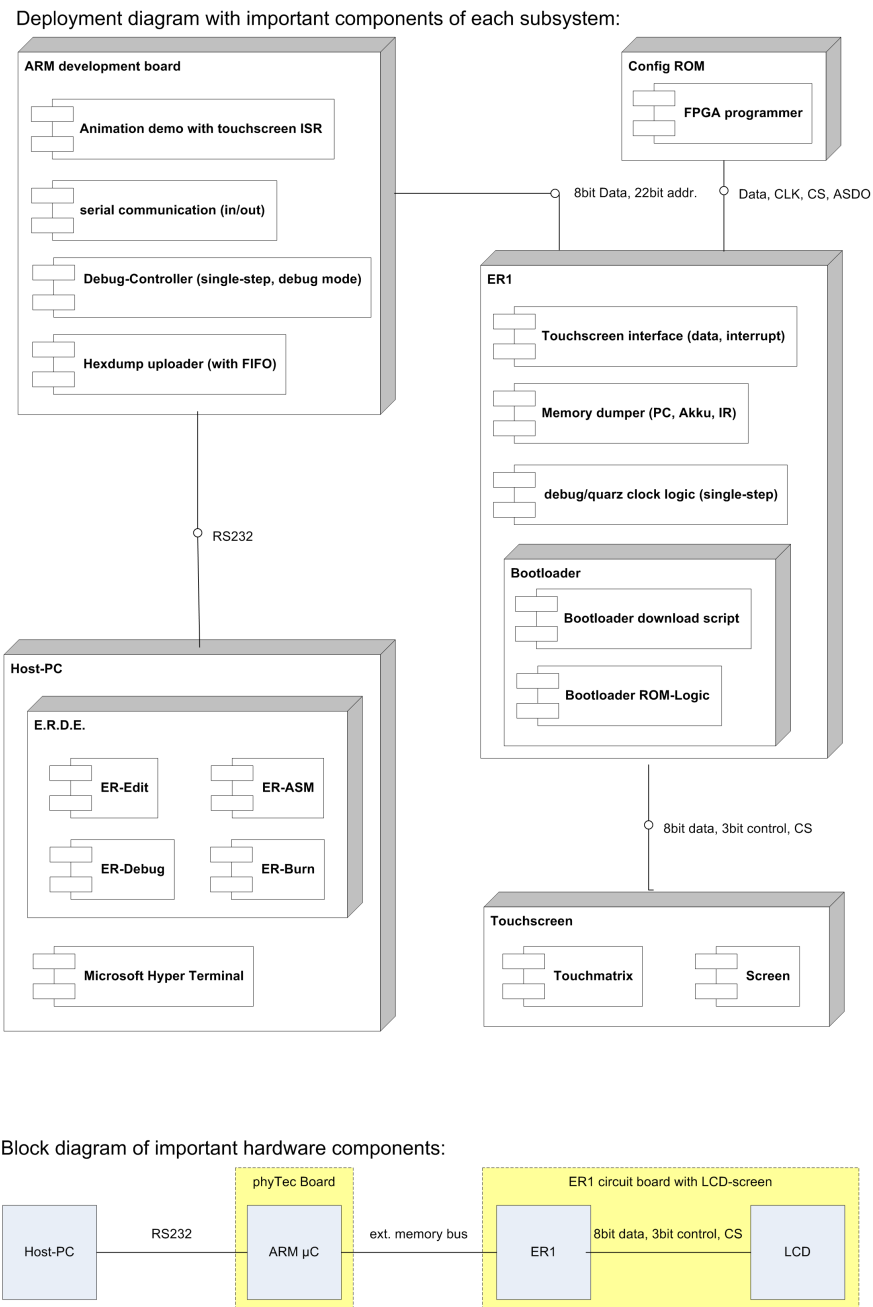 Deployment diagram with important components of each subsystem:
ARM development board
Animation demo with touchscreen ISR
serial communication (in/out)
Debug-Controller (single-step, debug mode)
Hexdump uploader (with FIFO)
Config ROM
FPGA programmer
8bit Data, 22bit addr.
Data, CLK, CS, ASDO
ER1
Touchscreen interface (data, interrupt)
Memory dumper (PC, Akku, IR)
debug/quarz clock logic (single-step)
Bootloader
Bootloader download script
Bootloader ROM-Logic
RS232
Host-PC
E.R.D.E.
ER-Edit
ER-ASM
ER-Debug
ER-Burn
Microsoft Hyper Terminal
8bit data, 3bit control, CS
Touchscreen
Touchmatrix
Screen
Block diagram of important hardware components:
phyTec Board
ER1 circuit board with LCD-screen
Host-PC
RS232
ARM µC
ext. memory bus
ER1
8bit data, 3bit control, CS
LCD